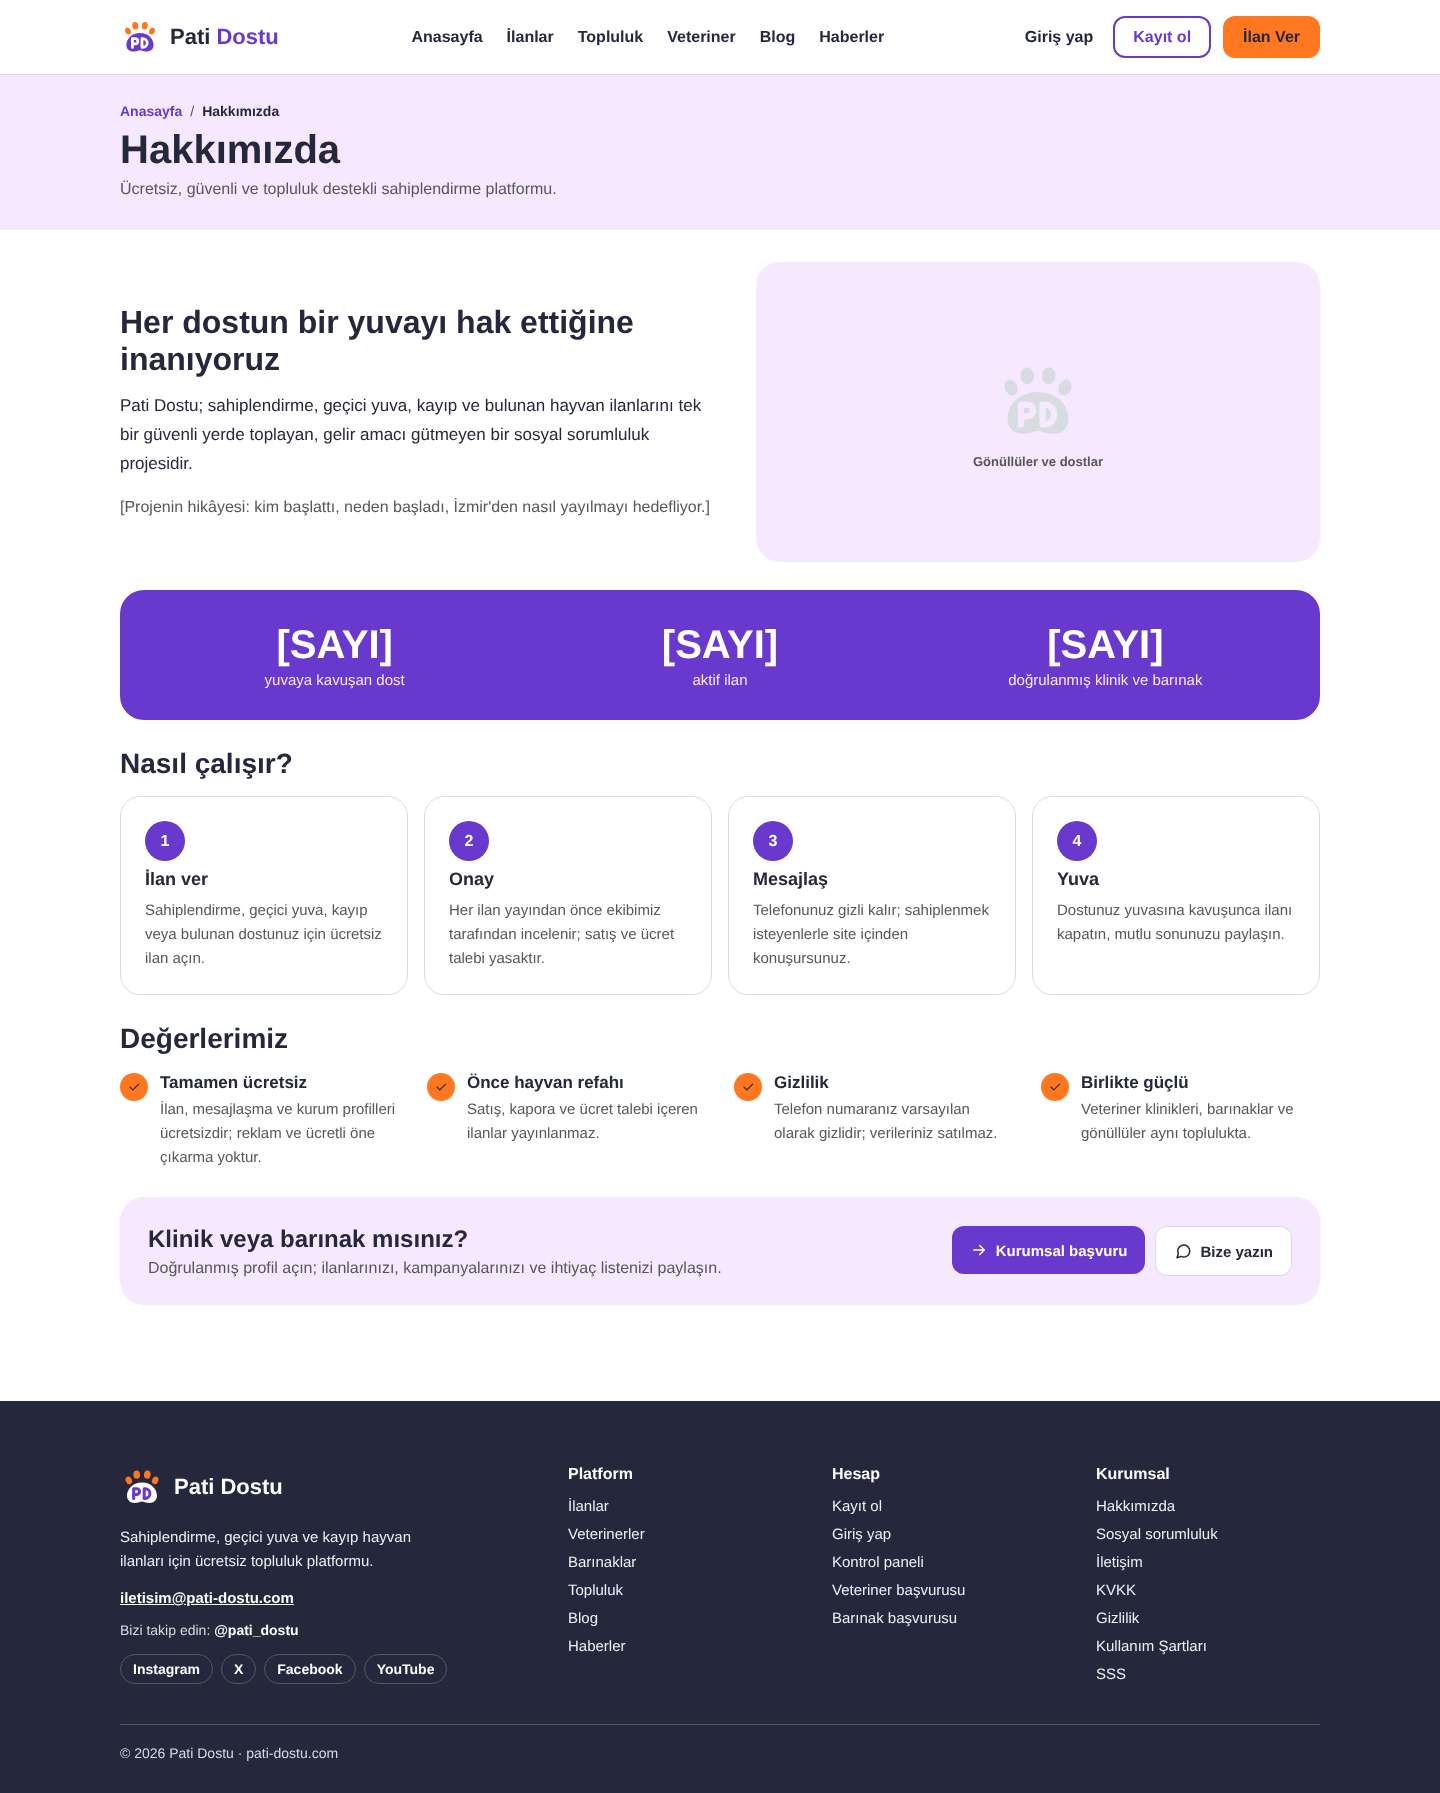 PD Pati Dostu
Anasayfa İlanlar Topluluk Veteriner Blog Haberler
Giriş yap Kayıt ol İlan Ver
Anasayfa / Hakkımızda
Hakkımızda
Ücretsiz, güvenli ve topluluk destekli sahiplendirme platformu.
Her dostun bir yuvayı hak ettiğine
inanıyoruz
Pati Dostu; sahiplendirme, geçici yuva, kayıp ve bulunan hayvan ilanlarını tek
bir güvenli yerde toplayan, gelir amacı gütmeyen bir sosyal sorumluluk
projesidir.
[Projenin hikâyesi: kim başlattı, neden başladı, İzmir'den nasıl yayılmayı hedefliyor.]
PD
Gönüllüler ve dostlar
[SAYI]
yuvaya kavuşan dost
[SAYI]
aktif ilan
[SAYI]
doğrulanmış klinik ve barınak
Nasıl çalışır?
1
İlan ver
Sahiplendirme, geçici yuva, kayıp
veya bulunan dostunuz için ücretsiz
ilan açın.
2
Onay
Her ilan yayından önce ekibimiz
tarafından incelenir; satış ve ücret
talebi yasaktır.
3
Mesajlaş
Telefonunuz gizli kalır; sahiplenmek
isteyenlerle site içinden
konuşursunuz.
4
Yuva
Dostunuz yuvasına kavuşunca ilanı
kapatın, mutlu sonunuzu paylaşın.
Değerlerimiz
Tamamen ücretsiz
İlan, mesajlaşma ve kurum profilleri
ücretsizdir; reklam ve ücretli öne
çıkarma yoktur.
Önce hayvan refahı
Satış, kapora ve ücret talebi içeren
ilanlar yayınlanmaz.
Gizlilik
Telefon numaranız varsayılan
olarak gizlidir; verileriniz satılmaz.
Birlikte güçlü
Veteriner klinikleri, barınaklar ve
gönüllüler aynı toplulukta.
Klinik veya barınak mısınız?
Doğrulanmış profil açın; ilanlarınızı, kampanyalarınızı ve ihtiyaç listenizi paylaşın.
Kurumsal başvuru
Bize yazın
PD Pati Dostu
Sahiplendirme, geçici yuva ve kayıp hayvan
ilanları için ücretsiz topluluk platformu.
iletisim@pati-dostu.com
Bizi takip edin: @pati_dostu
Instagram X Facebook YouTube
Platform
İlanlar
Veterinerler
Barınaklar
Topluluk
Blog
Haberler
Hesap
Kayıt ol
Giriş yap
Kontrol paneli
Veteriner başvurusu
Barınak başvurusu
Kurumsal
Hakkımızda
Sosyal sorumluluk
İletişim
KVKK
Gizlilik
Kullanım Şartları
SSS
© 2026 Pati Dostu · pati-dostu.com